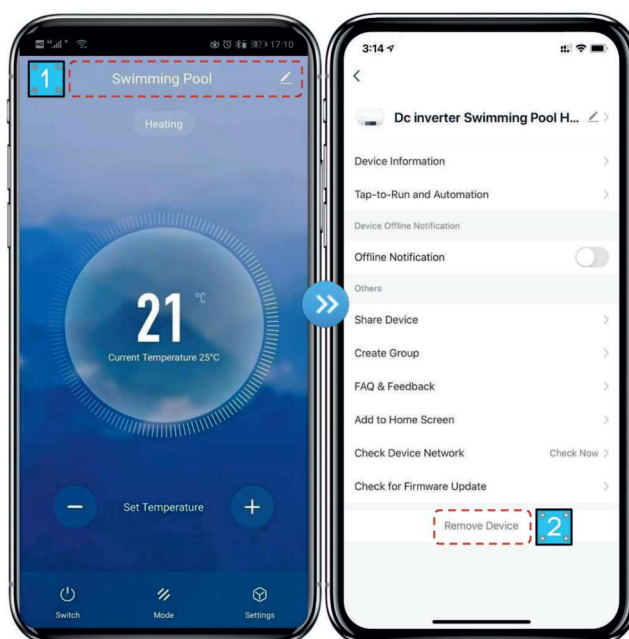 17:10
1
Swimming Pool
Heating
21 °C
Current Temperature 25°C
Set Temperature
Switch
Mode
Settings
3:14
Dc inverter Swimming Pool H...
Device Information
Tap-to-Run and Automation
Device Offline Notification
Offline Notification
Others
Share Device
Create Group
FAQ & Feedback
Add to Home Screen
Check Device Network Check Now
Check for Firmware Update
Remove Device
2